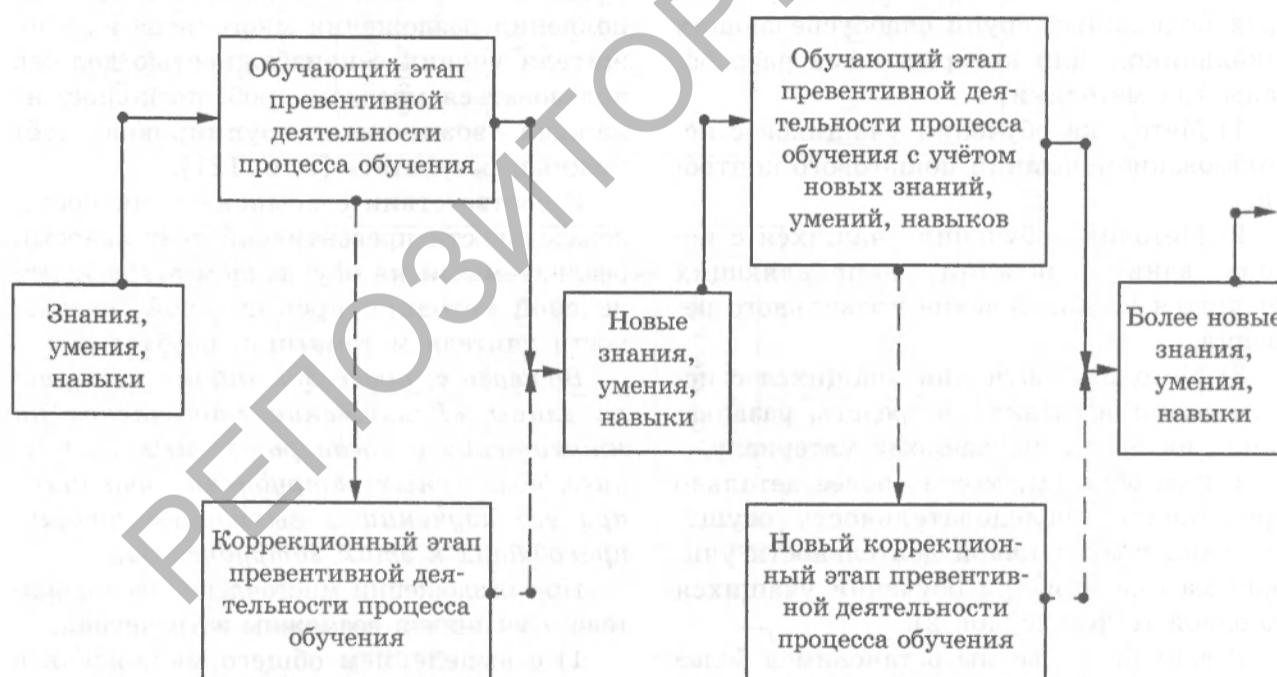 Обучающий этап
превентивной
деятельности
процесса обучения
Обучающий этап
превентивной дея-
тельности процесса
обучения с учётом
новых знаний,
умений, навыков
Знания,
умения,
навыки
Новые
знания,
умения,
навыки
Более новые
знания,
умения,
навыки
Коррекционный этап
превентивной дея-
тельности процесса
обучения
Новый коррекцион-
ный этап превентив-
ной деятельности
процесса обучения